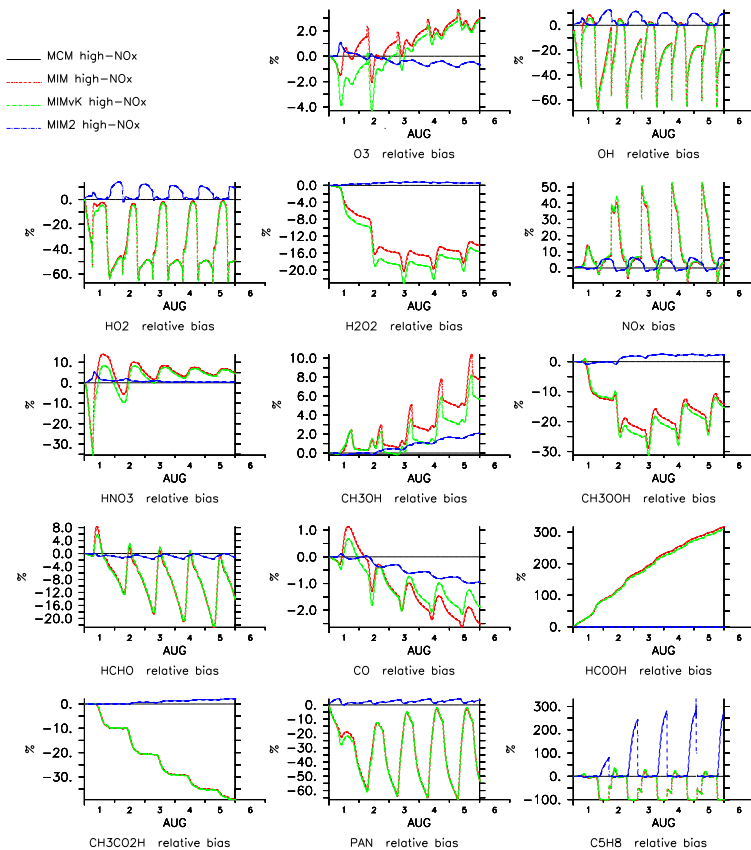 MCM high-NOx
MIM high-NOx
MIMvK high-NOx
MIM2 high-NOx
2.0
0.0
2.0
4.0
%
1 2 3 4 5 6
AUG
O3 relative bias
0.
-20.
-40.
-60.
%
1 2 3 4 5 6
AUG
OH relative bias
0.
-20.
-40.
-60.
%
1 2 3 4 5 6
AUG
HO2 relative bias
0.0
-4.0
-8.0
-12.0
-16.0
-20.0
%
1 2 3 4 5 6
AUG
H2O2 relative bias
50.
40.
30.
20.
10.
0.
%
1 2 3 4 5 6
AUG
NOx bias
10.
0.
-10.
-20.
-30.
%
1 2 3 4 5 6
AUG
HNO3 relative bias
10.0
8.0
6.0
4.0
2.0
0.0
%
1 2 3 4 5 6
AUG
CH3OH relative bias
0.
-10.
-20.
-30.
%
1 2 3 4 5 6
AUG
CH3OOH relative bias
8.0
4.0
0.0
-4.0
-8.0
-12.0
-16.0
-20.0
%
1 2 3 4 5 6
AUG
HCHO relative bias
1.0
0.0
-1.0
-2.0
%
1 2 3 4 5 6
AUG
CO relative bias
300.
200.
100.
0.
%
1 2 3 4 5 6
AUG
HCOOH relative bias
0.
-10.
-20.
-30.
%
1 2 3 4 5 6
AUG
CH3CO2H relative bias
0.
-10.
-20.
-30.
-40.
-50.
-60.
%
1 2 3 4 5 6
AUG
PAN relative bias
300.
200.
100.
0.
-100.
%
1 2 3 4 5 6
AUG
C5H8 relative bias